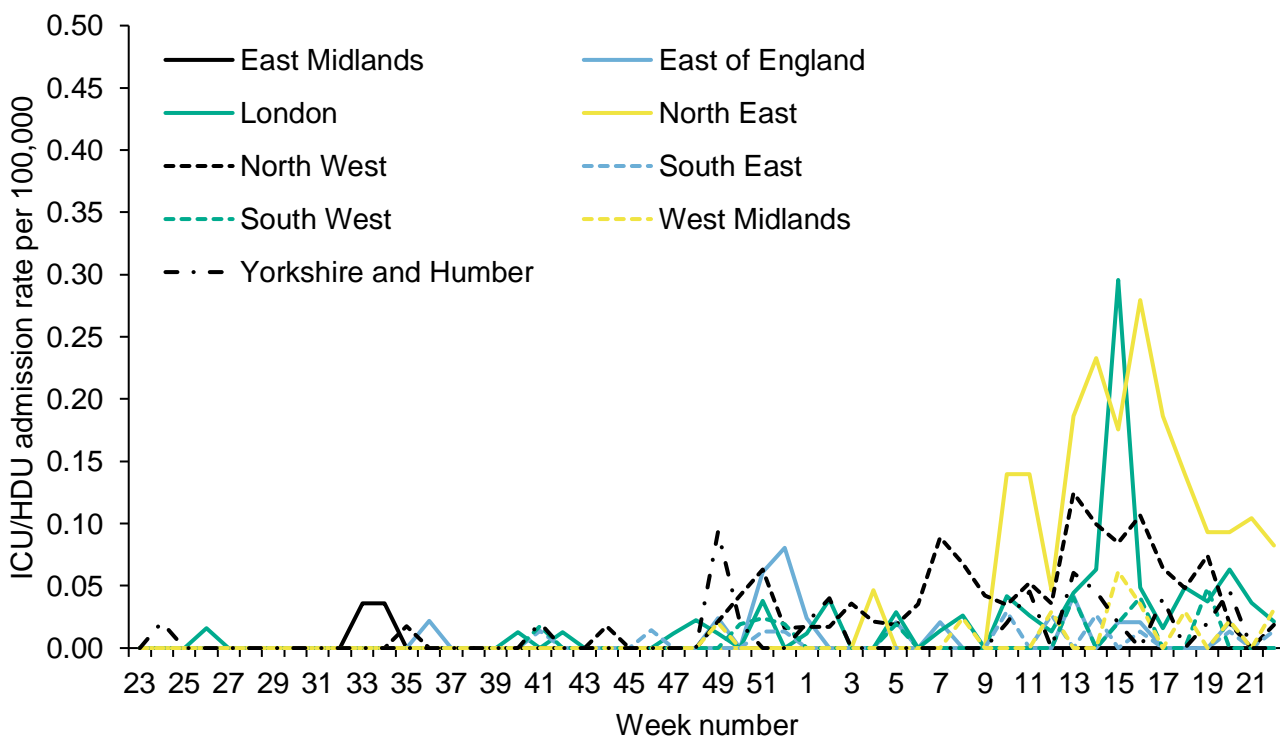 ICU/HDU admission rate per 100,000
0.50
0.45
0.40
0.35
0.30
0.25
0.20
0.15
0.10
0.05
0.00
East Midlands
East of England
London
North East
North West
South East
South West
West Midlands
Yorkshire and Humber
23 25 27 29 31 33 35 37 39 41 43 45 47 49 51 1 3 5 7 9 11 13 15 17 19 21
Week number